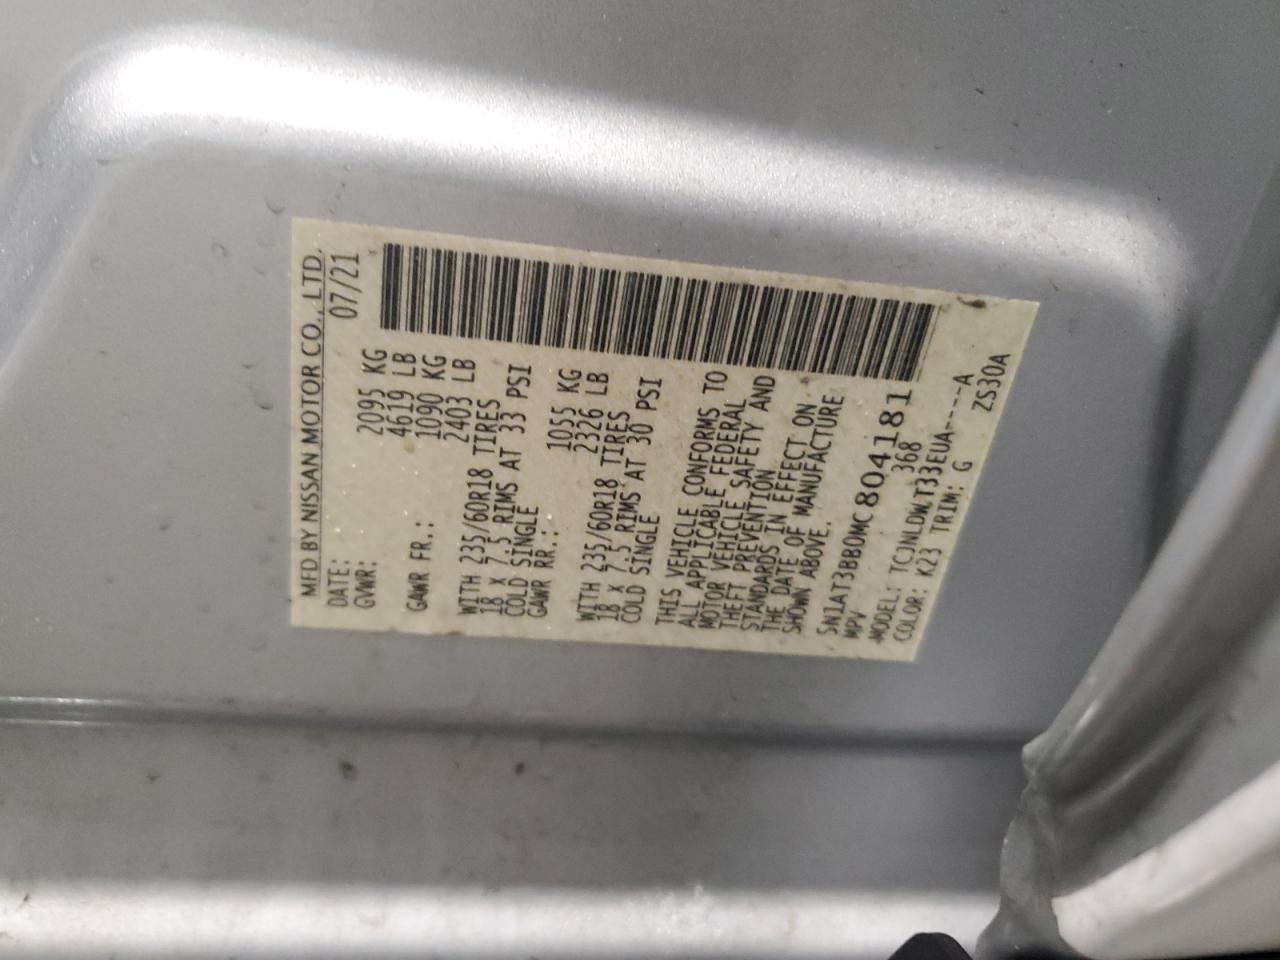 MFD BY NISSAN MOTOR CO., LTD.
DATE: 07/21
GVWR: 2095 KG
4619 LB
GAWR FR.: 1090 KG
2403 LB
WITH 235/60R18 TIRES
18 X 7.5 RIMS AT 33 PSI
COLD SINGLE
GAWR RR.: 1055 KG
2326 LB
WITH 235/60R18 TIRES
18 X 7.5 RIMS AT 30 PSI
COLD SINGLE
THIS VEHICLE CONFORMS TO
ALL APPLICABLE FEDERAL
MOTOR VEHICLE SAFETY AND
THEFT PREVENTION
STANDARDS IN EFFECT ON
THE DATE OF MANUFACTURE
SHOWN ABOVE.
5N1AT3BB0MC804181
MPV 368
MODEL: TCJNLDWJT33EUA----A
COLOR: K23 TRIM: G ZS30A